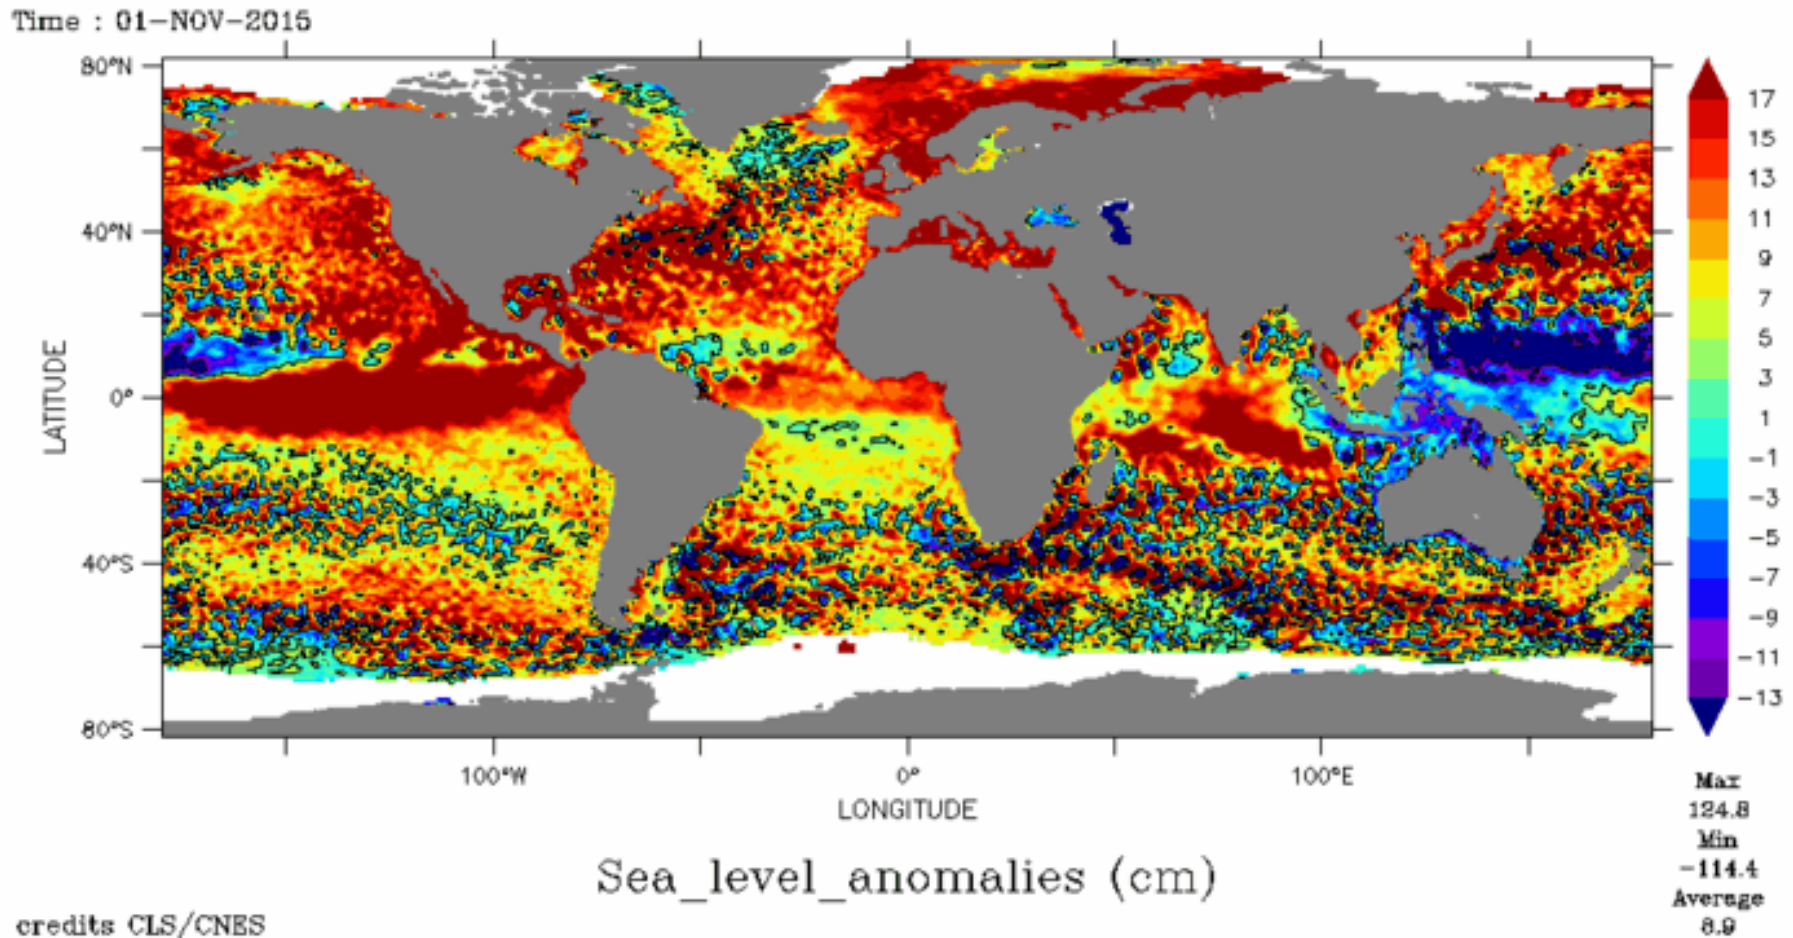 Time : 01-NOV-2015
80°N
40°N
0°
40°S
80°S
LATITUDE
100°W
0°
100°E
LONGITUDE
17
15
13
11
9
7
5
3
1
-1
-3
-5
-7
-9
-11
-13
Max
124.8
Min
-114.4
Average
8.9
Sea_level_anomalies (cm)
credits CLS/CNES